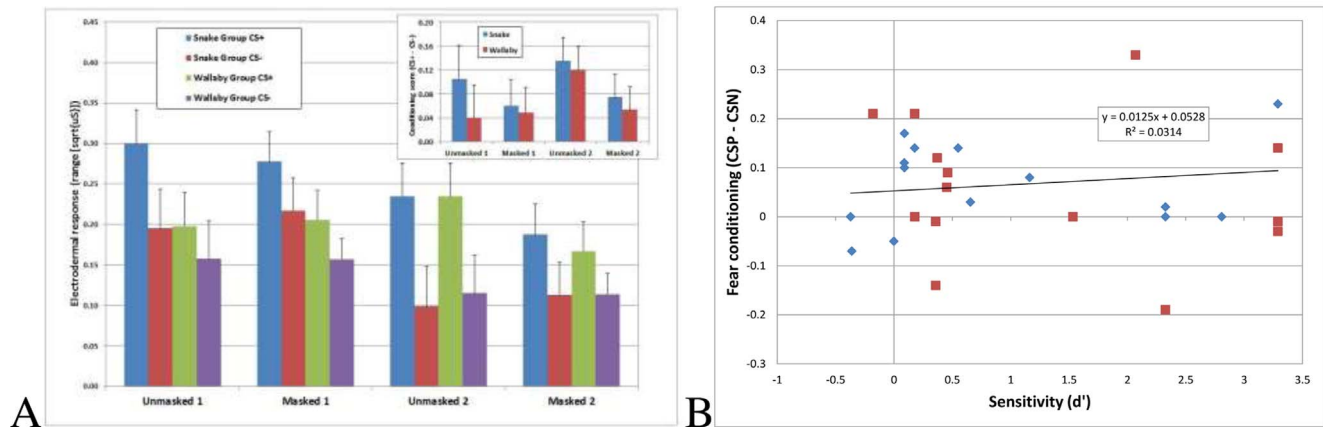 A
0.45
0.40
0.35
0.30
0.25
0.20
0.15
0.10
0.05
0.00
Electrodermal response (range [sqrt(uS)])
Snake Group CS+
Snake Group CS-
Wallaby Group CS+
Wallaby Group CS-
Unmasked 1
Masked 1
Unmasked 2
Masked 2
0.20
0.16
0.12
0.08
0.04
0.00
Conditioning score (CS+ - CS-)
Snake
Wallaby
Unmasked 1
Masked 1
Unmasked 2
Masked 2
B
0.4
0.3
0.2
0.1
0
-0.1
-0.2
-0.3
Fear conditioning (CSP - CSN)
y = 0.0125x + 0.0528
R² = 0.0314
-1
-0.5
0
0.5
1
1.5
2
2.5
3
3.5
Sensitivity (d')